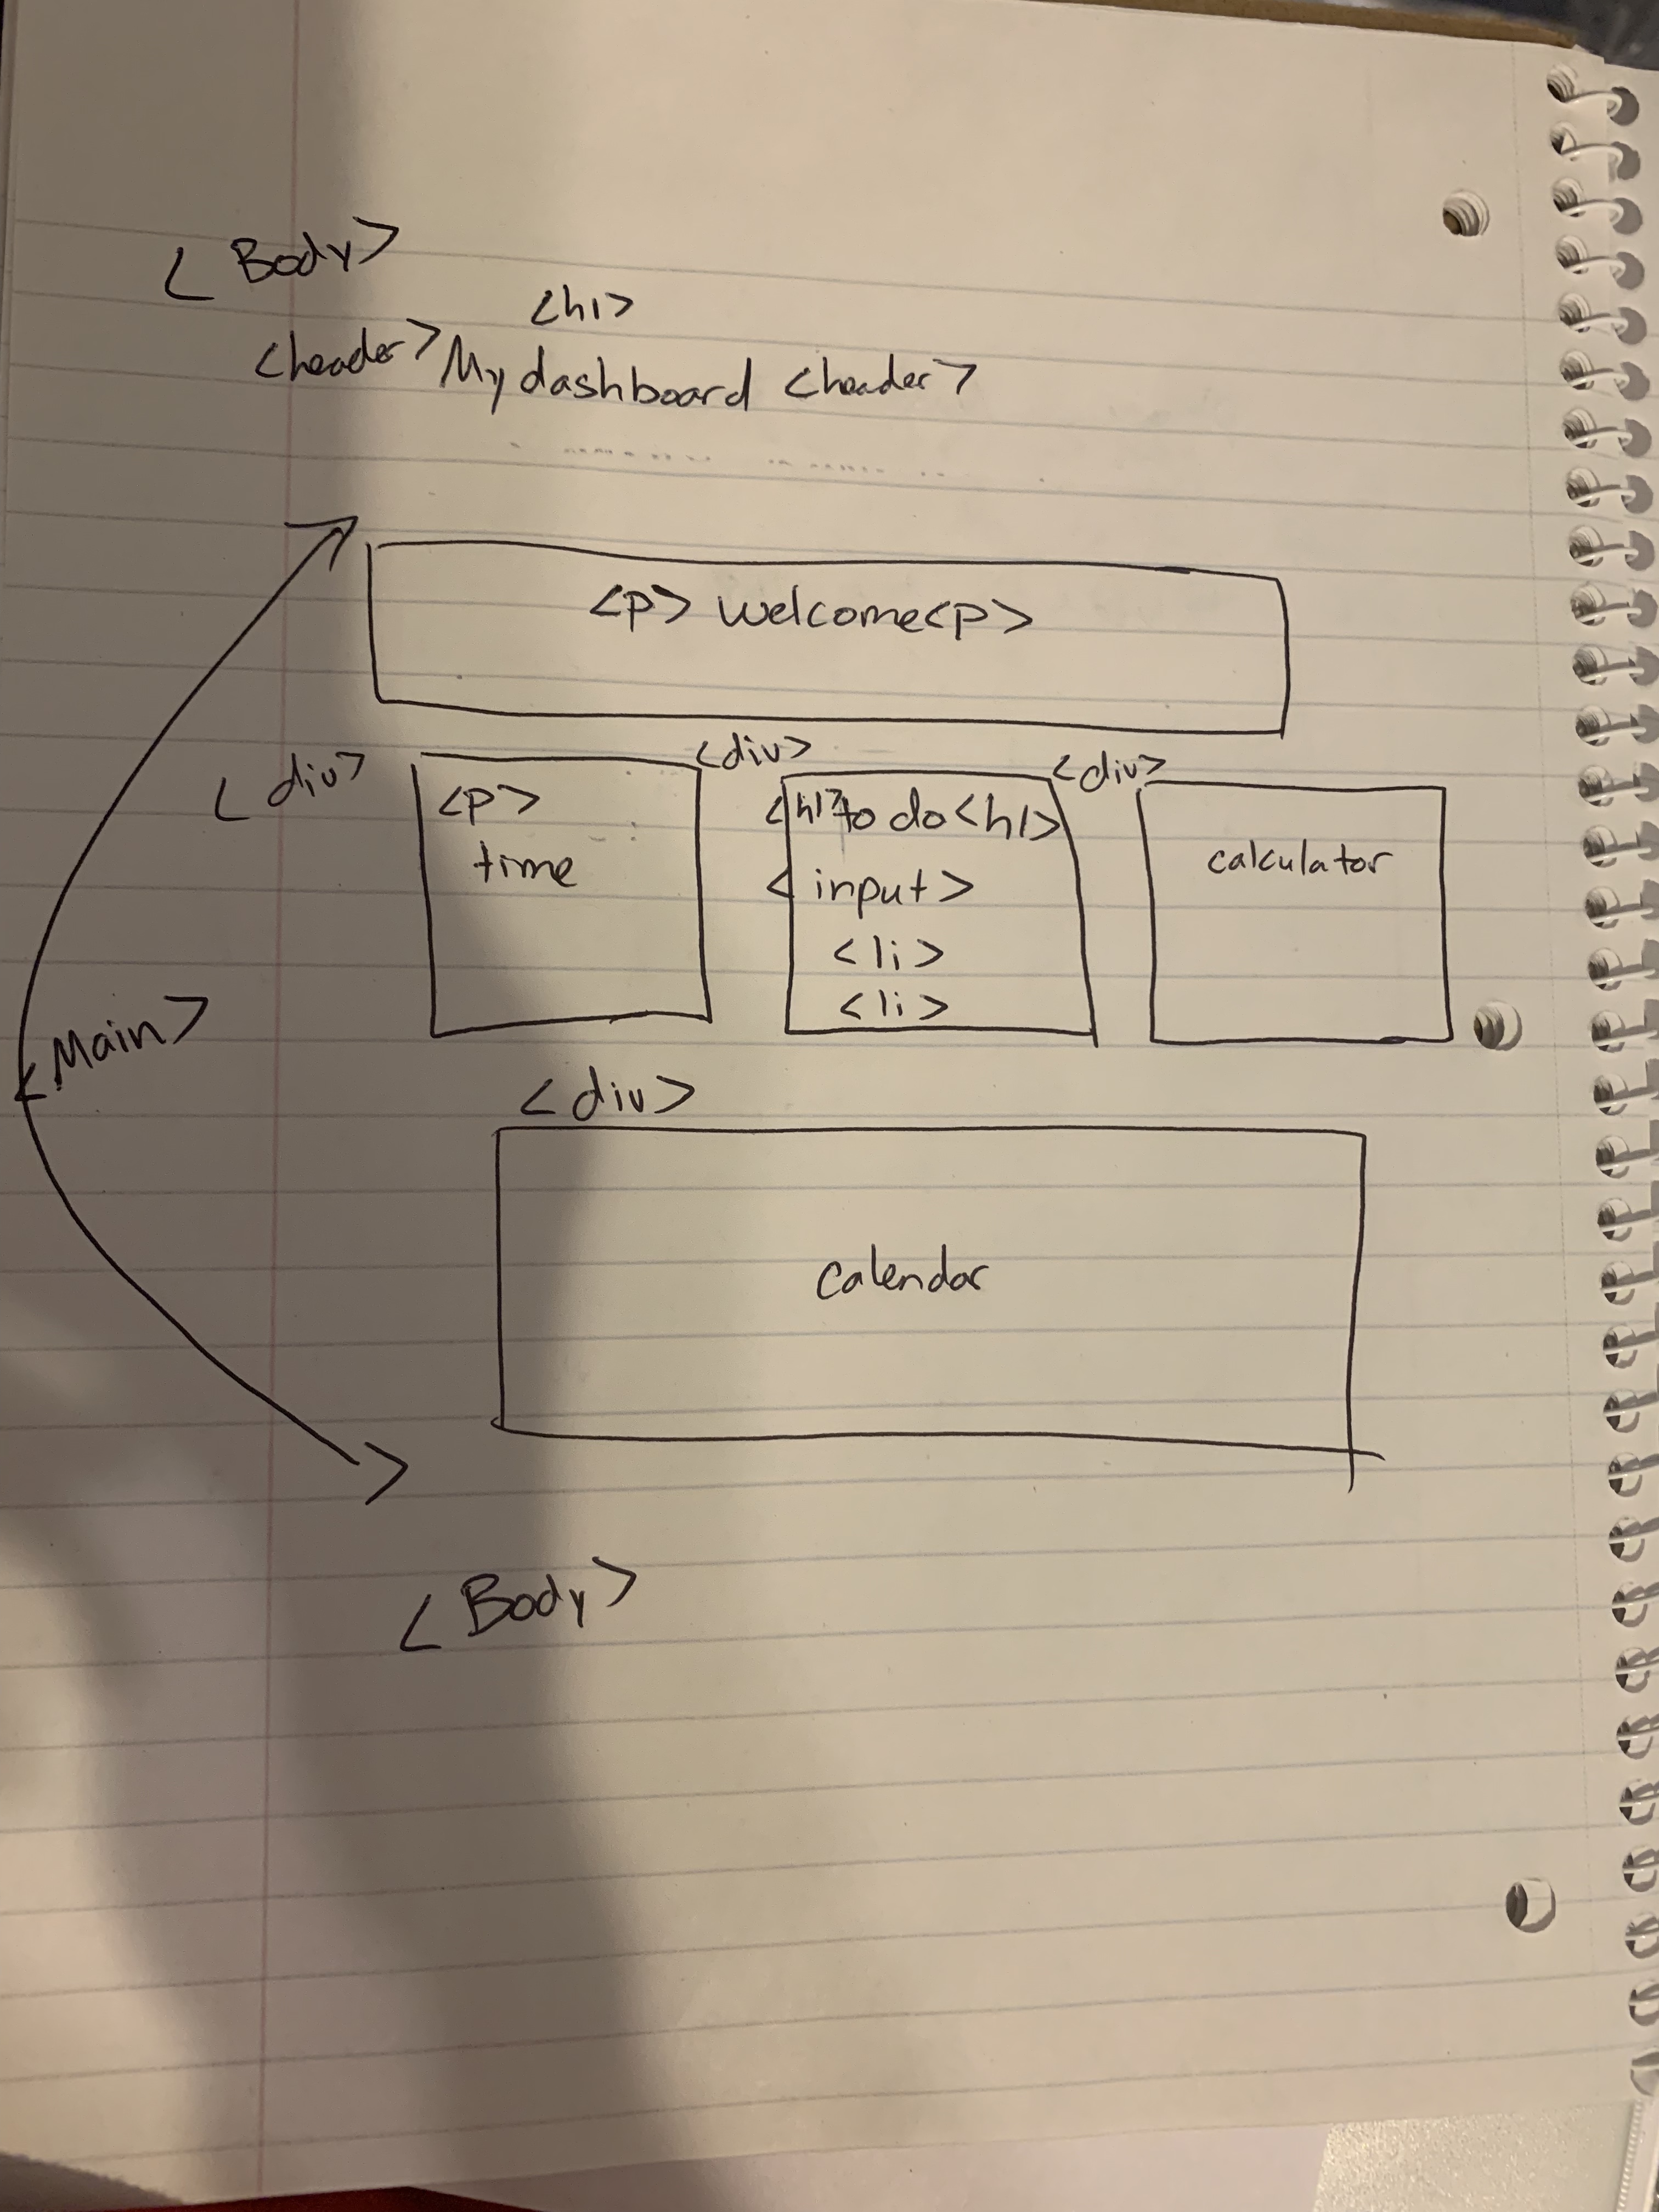 <Body>
<h1>
<header> My dashboard <header>
<p> welcome <p>
<div> <div> <div>
<p>
time
<h1> to do <h1>
<input>
<li>
<li>
calculator
<Main>
<div>
calendar
<Body>